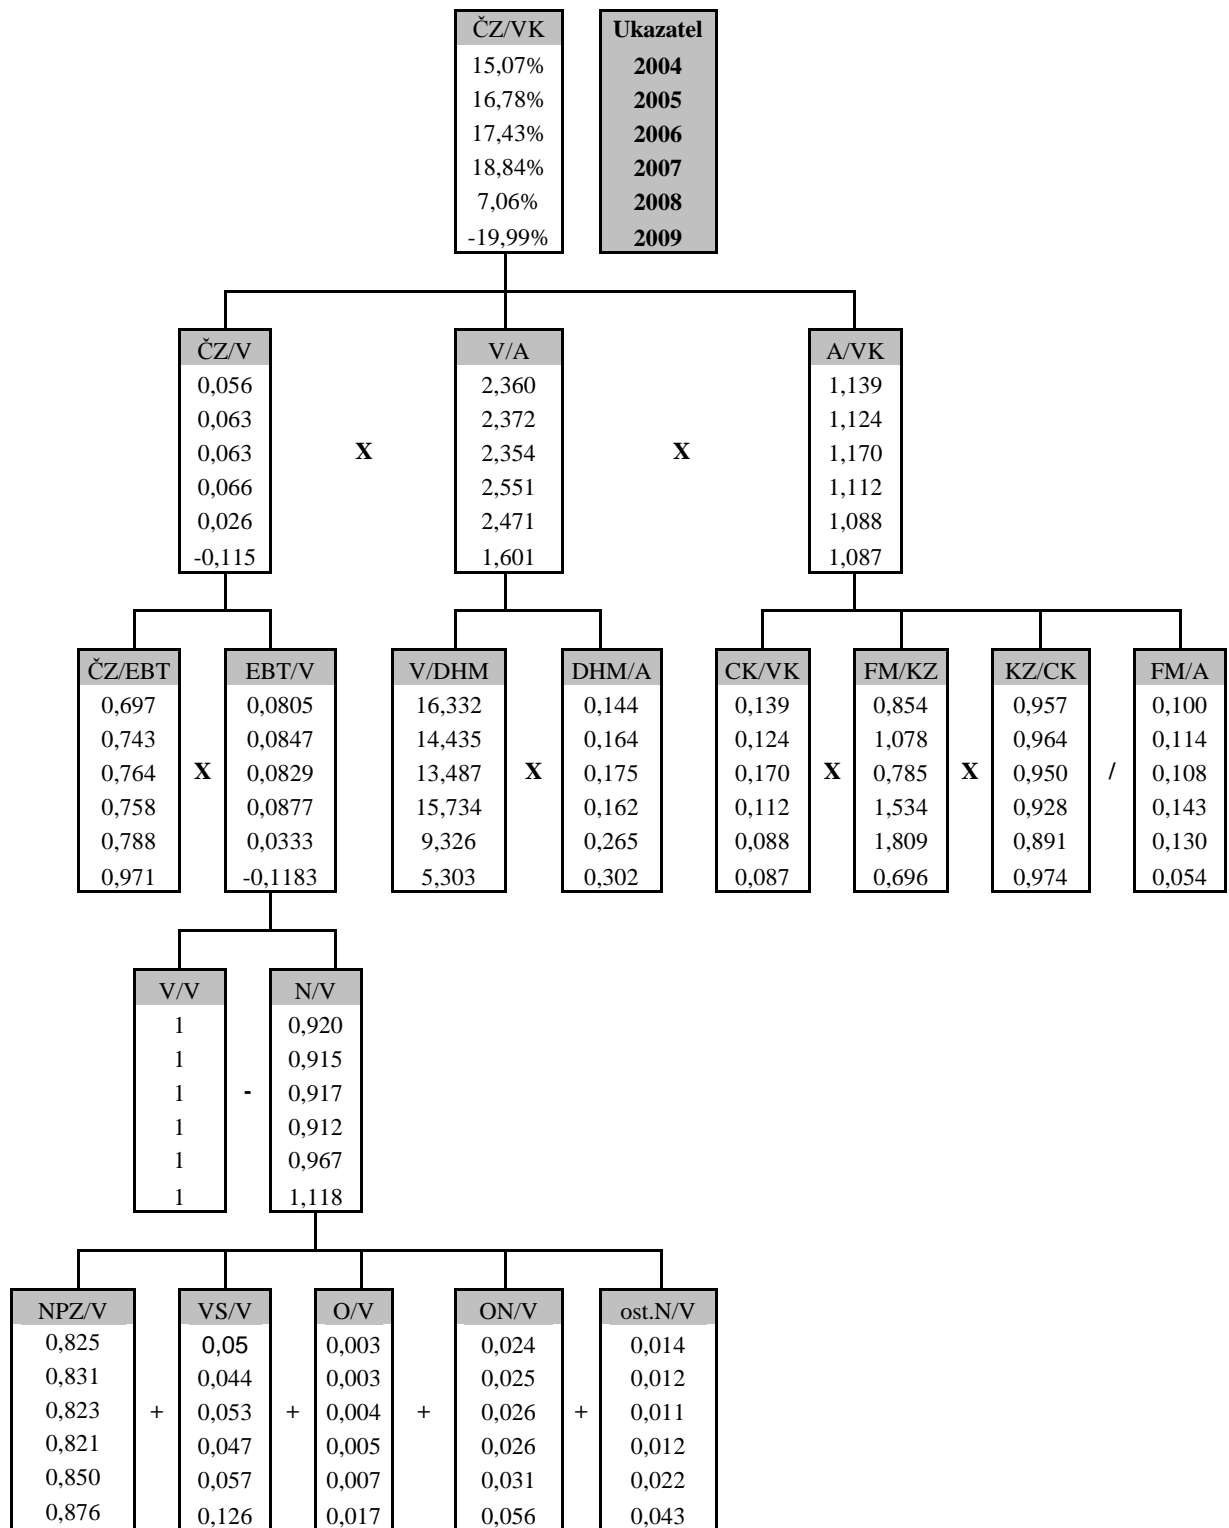 ČZ/VK Ukazatel
15,07% 2004
16,78% 2005
17,43% 2006
18,84% 2007
7,06% 2008
-19,99% 2009
ČZ/V V/A A/VK
0,056 2,360 1,139
0,063 2,372 1,124
0,063 X 2,354 X 1,170
0,066 2,551 1,112
0,026 2,471 1,088
-0,115 1,601 1,087
ČZ/EBT EBT/V V/DHM DHM/A CK/VK FM/KZ KZ/CK FM/A
0,697 0,0805 16,332 0,144 0,139 0,854 0,957 0,100
0,743 0,0847 14,435 0,164 0,124 1,078 0,964 0,114
0,764 X 0,0829 13,487 X 0,175 0,170 X 0,785 X 0,950 / 0,108
0,758 0,0877 15,734 0,162 0,112 1,534 0,928 0,143
0,788 0,0333 9,326 0,265 0,088 1,809 0,891 0,130
0,971 -0,1183 5,303 0,302 0,087 0,696 0,974 0,054
V/V N/V
1 0,920
1 0,915
1 - 0,917
1 0,912
1 0,967
1 1,118
NPZ/V VS/V O/V ON/V ost.N/V
0,825 0,05 0,003 0,024 0,014
0,831 0,044 0,003 0,025 0,012
0,823 + 0,053 + 0,004 + 0,026 + 0,011
0,821 0,047 0,005 0,026 0,012
0,850 0,057 0,007 0,031 0,022
0,876 0,126 0,017 0,056 0,043